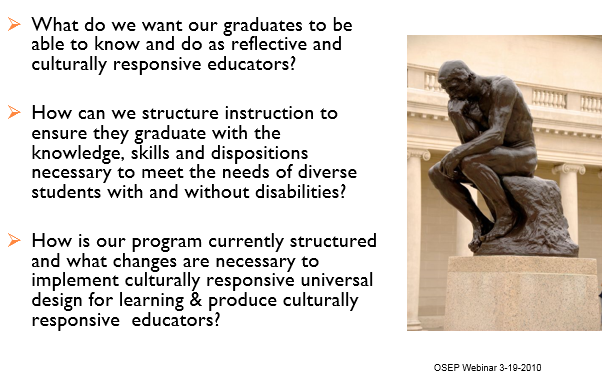 What do we want our graduates to be
able to know and do as reflective and
culturally responsive educators?
How can we structure instruction to
ensure they graduate with the
knowledge, skills and dispositions
necessary to meet the needs of diverse
students with and without disabilities?
How is our program currently structured
and what changes are necessary to
implement culturally responsive universal
design for learning & produce culturally
responsive educators?
OSEP Webinar 3-19-2010